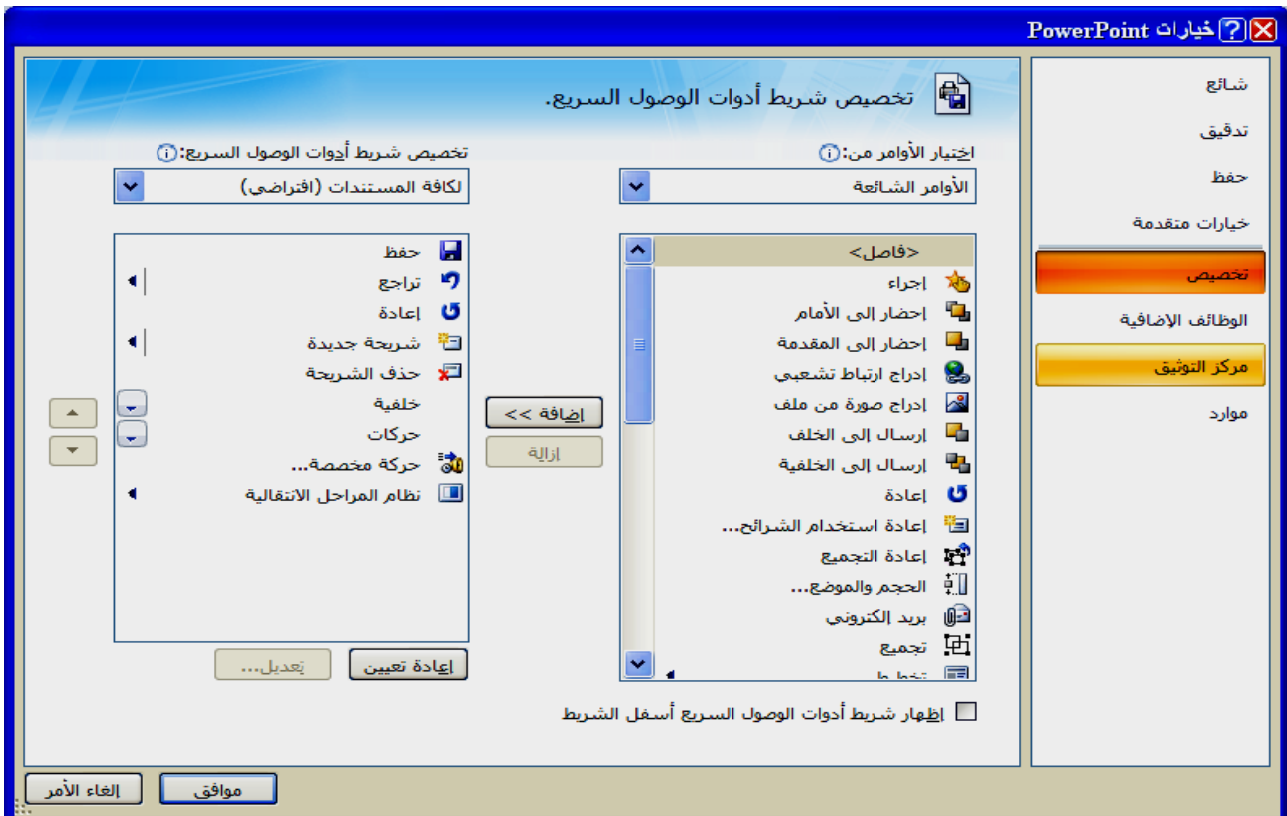 خيارات PowerPoint
شائع
تدقيق
حفظ
خيارات متقدمة
تخصيص
الوظائف الإضافية
مركز التوثيق
موارد
تخصيص شريط أدوات الوصول السريع.
اختيار الأوامر من:
الأوامر الشائعة
<فاصل>
إجراء
إحضار إلى الأمام
إحضار إلى المقدمة
إدراج ارتباط تشعبي
إدراج صورة من ملف
إرسال إلى الخلف
إرسال إلى الخلفية
إعادة
إعادة استخدام الشرائح...
إعادة التجميع
الحجم والموضع...
بريد إلكتروني
تجميع
إضافة >>
إزالة
تخصيص شريط أدوات الوصول السريع:
لكافة المستندات (افتراضي)
حفظ
تراجع
إعادة
شريحة جديدة
حذف الشريحة
خلفية
حركات
حركة مخصصة...
نظام المراحل الانتقالية
إعادة تعيين
تعديل...
إظهار شريط أدوات الوصول السريع أسفل الشريط
موافق
إلغاء الأمر